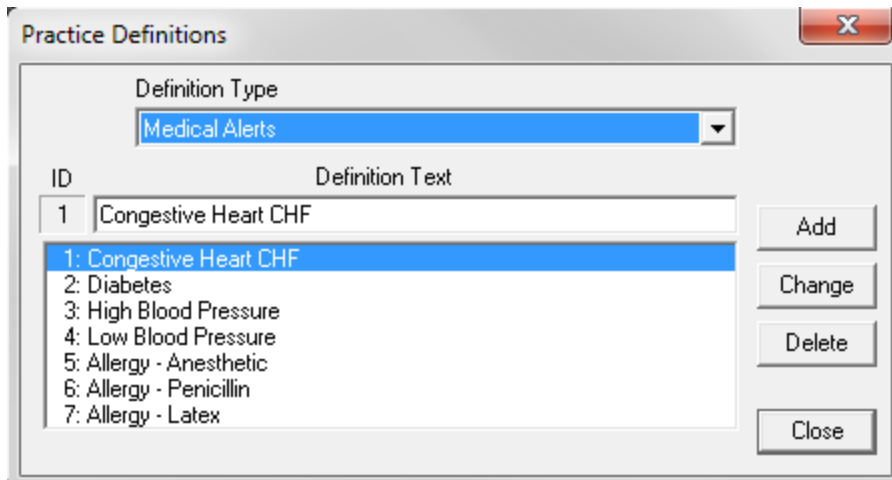 Practice Definitions
Definition Type
Medical Alerts
ID Definition Text
1 Congestive Heart CHF
Add
1: Congestive Heart CHF
2: Diabetes
Change
3: High Blood Pressure
4: Low Blood Pressure
Delete
5: Allergy - Anesthetic
6: Allergy - Penicillin
7: Allergy - Latex
Close